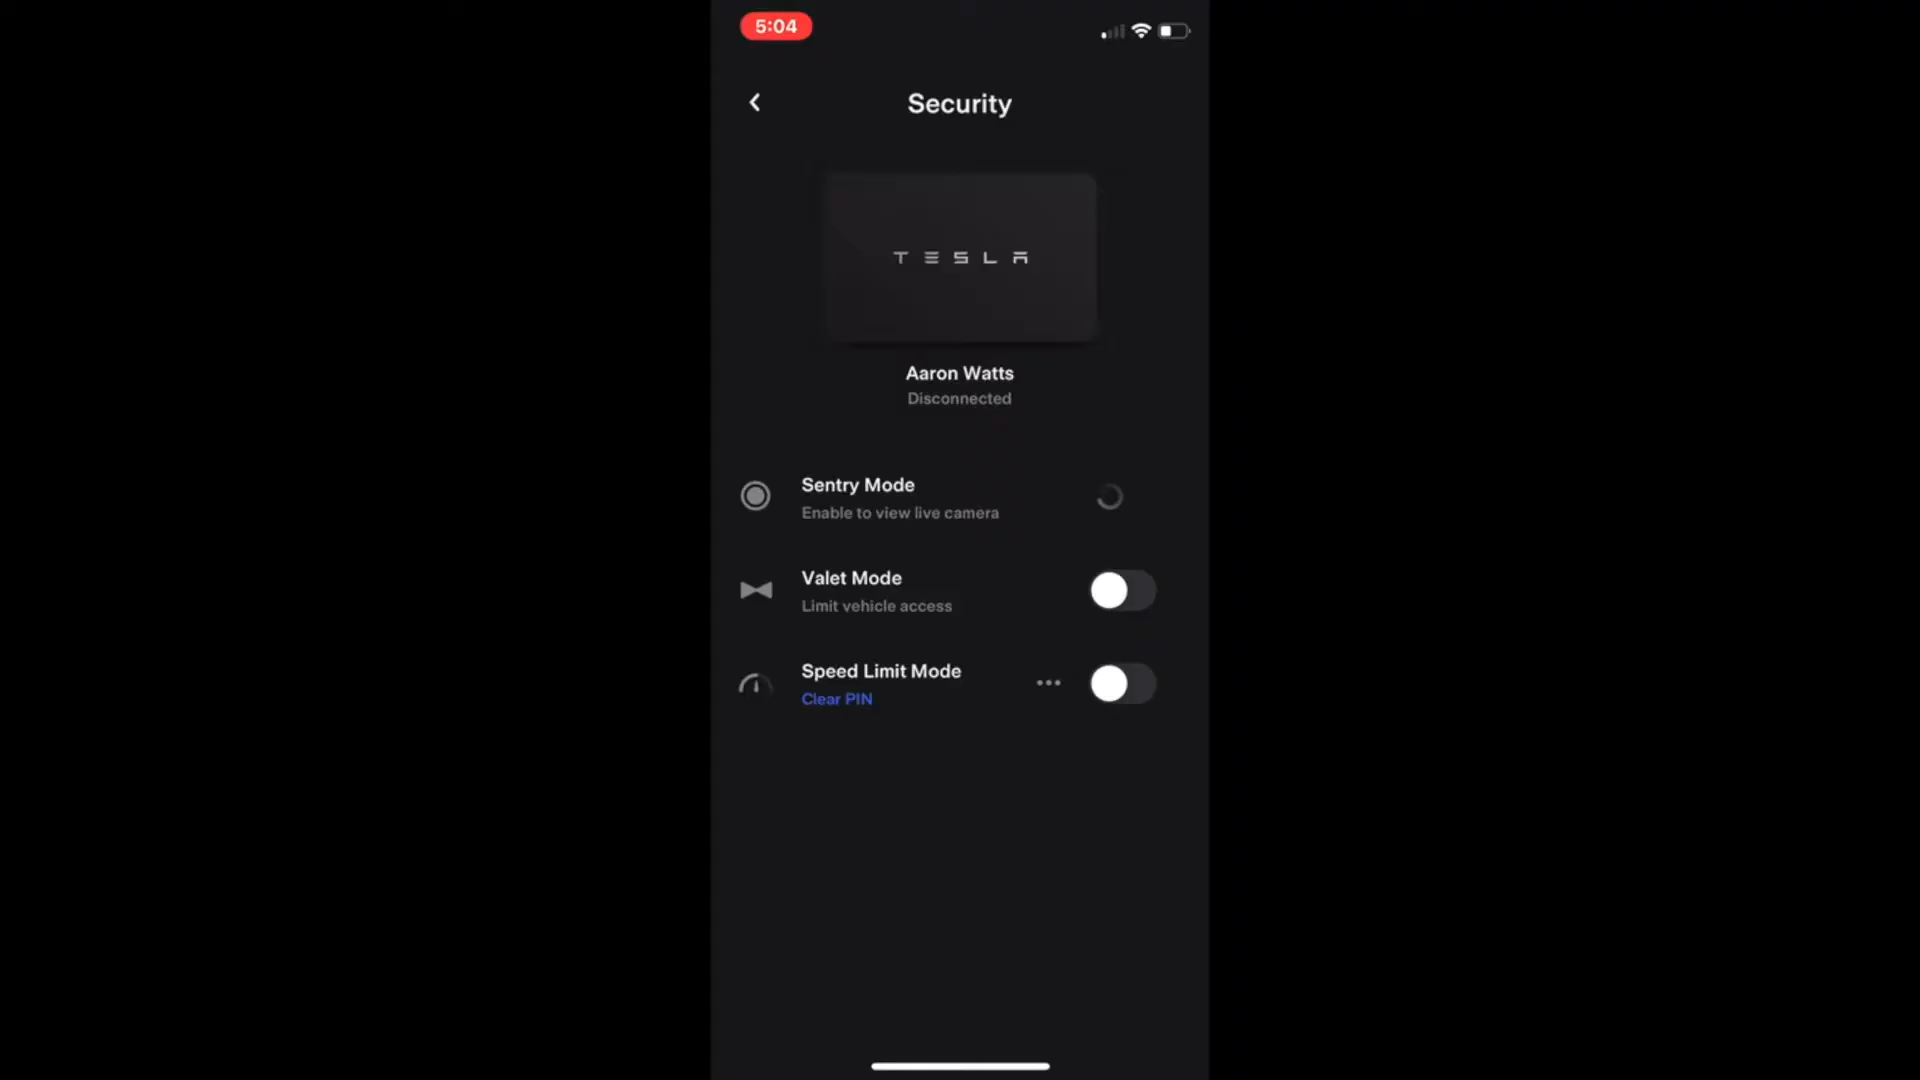 5:04
Security
TESLA
Aaron Watts
Disconnected
Sentry Mode
Enable to view live camera
Valet Mode
Limit vehicle access
Speed Limit Mode
Clear PIN